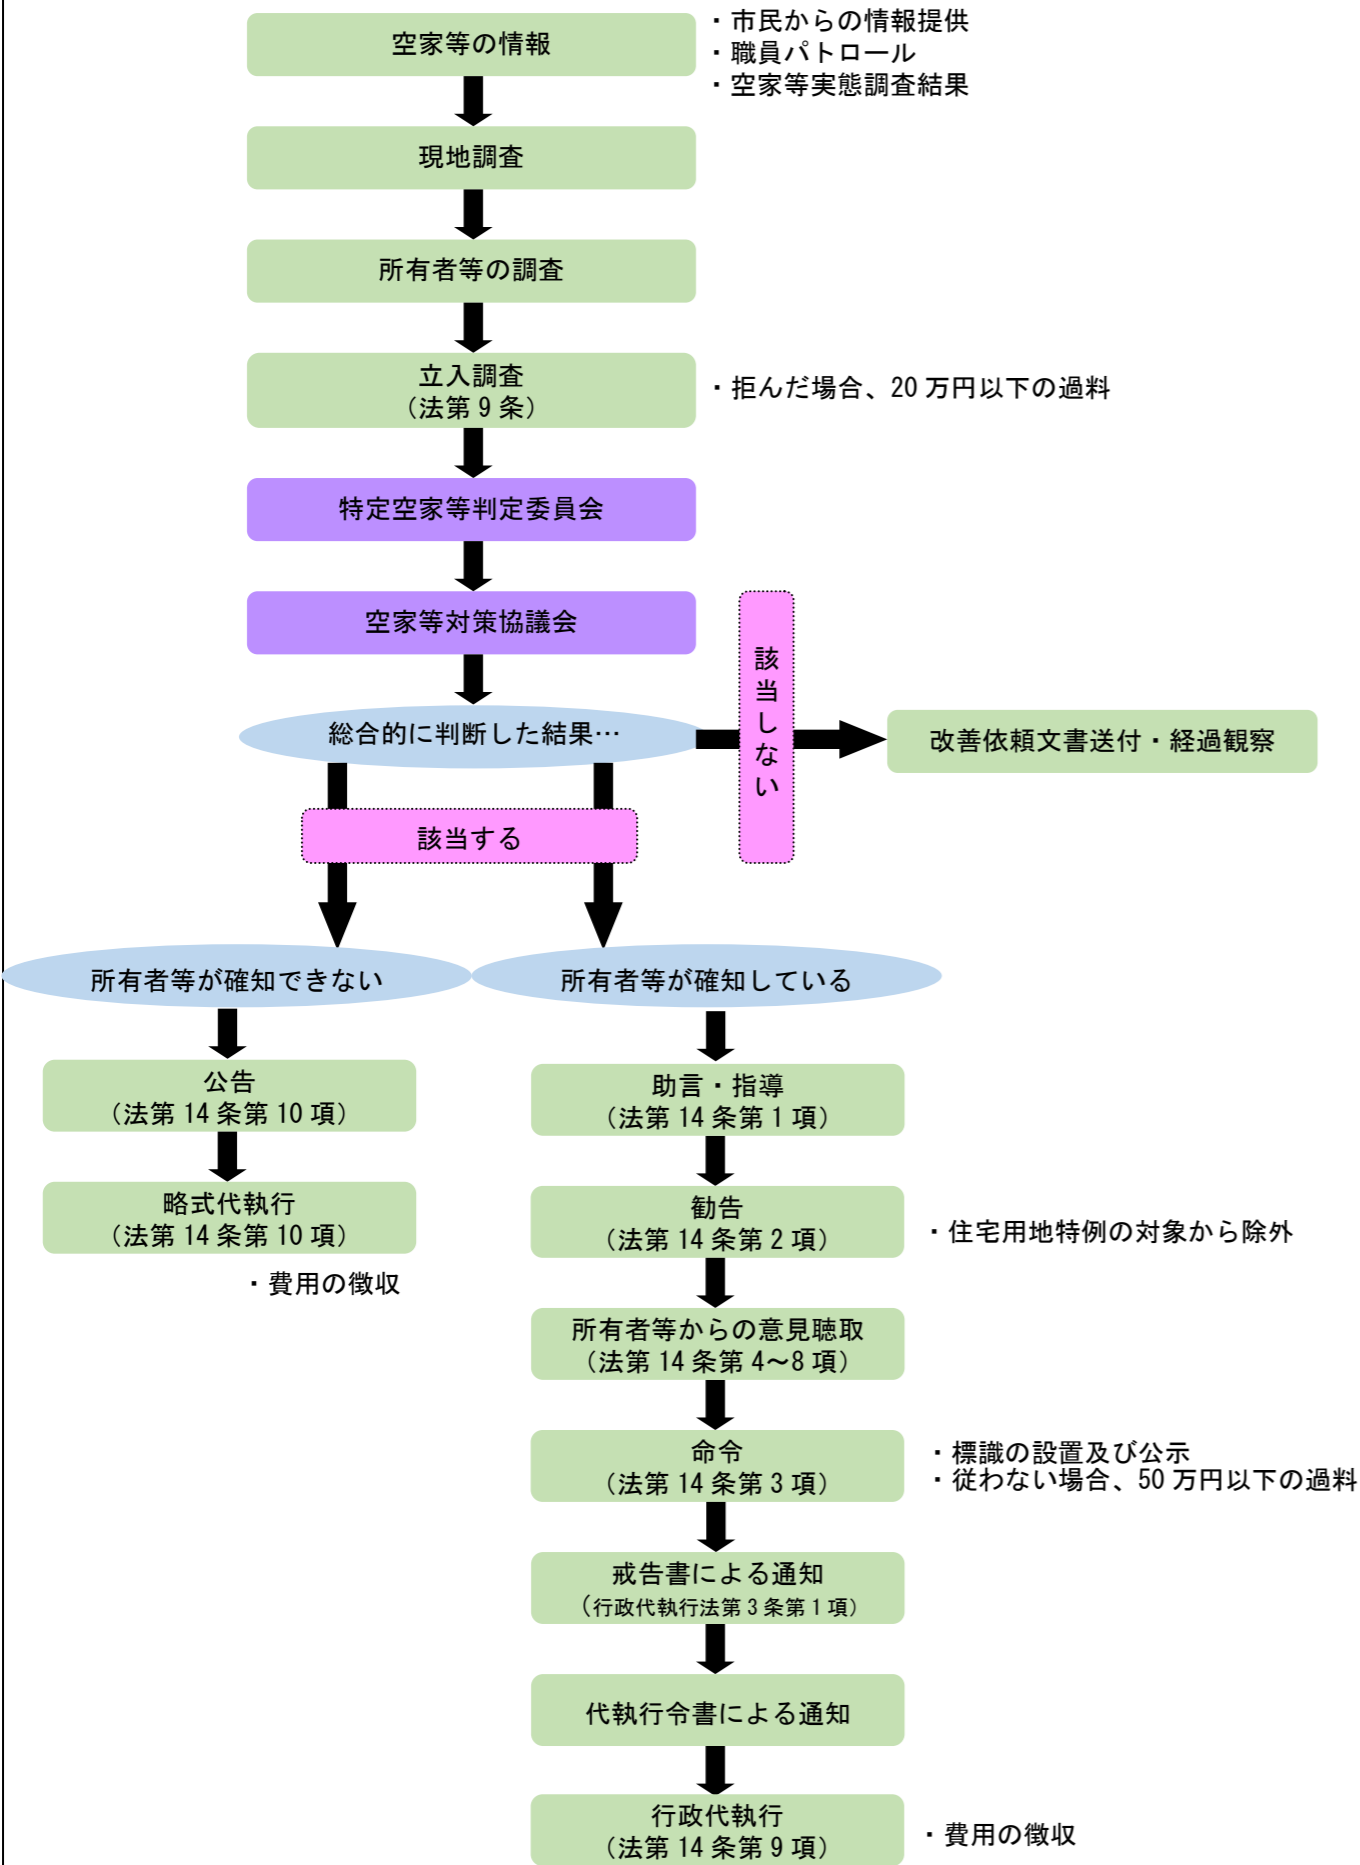 空家等の情報
・市民からの情報提供
・職員パトロール
・空家等実態調査結果
現地調査
所有者等の調査
立入調査
（法第 9 条）
・拒んだ場合、20 万円以下の過料
特定空家等判定委員会
空家等対策協議会
総合的に判断した結果…
該当しない
改善依頼文書送付・経過観察
該当する
所有者等が確知できない
公告
（法第 14 条第 10 項）
略式代執行
（法第 14 条第 10 項）
・費用の徴収
所有者等が確知している
助言・指導
（法第 14 条第 1 項）
勧告
（法第 14 条第 2 項）
・住宅用地特例の対象から除外
所有者等からの意見聴取
（法第 14 条第 4～8 項）
命令
（法第 14 条第 3 項）
・標識の設置及び公示
・従わない場合、50 万円以下の過料
戒告書による通知
（行政代執行法第 3 条第 1 項）
代執行令書による通知
行政代執行
（法第 14 条第 9 項）
・費用の徴収